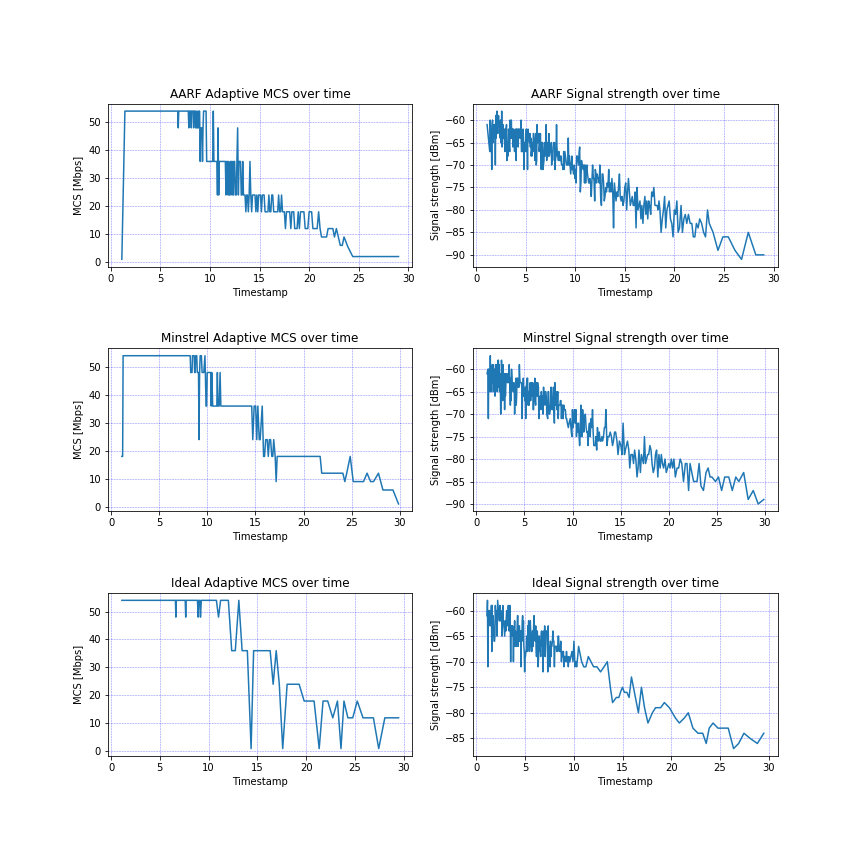 AARF Adaptive MCS over time
AARF Signal strength over time
MCS [Mbps]
50
40
30
20
10
0
0 5 10 15 20 25 30
Timestamp
Signal strength [dBm]
−60
−65
−70
−75
−80
−85
−90
0 5 10 15 20 25 30
Timestamp
Minstrel Adaptive MCS over time
Minstrel Signal strength over time
MCS [Mbps]
50
40
30
20
10
0
0 5 10 15 20 25 30
Timestamp
Signal strength [dBm]
−60
−65
−70
−75
−80
−85
−90
0 5 10 15 20 25 30
Timestamp
Ideal Adaptive MCS over time
Ideal Signal strength over time
MCS [Mbps]
50
40
30
20
10
0
0 5 10 15 20 25 30
Timestamp
Signal strength [dBm]
−60
−65
−70
−75
−80
−85
0 5 10 15 20 25 30
Timestamp